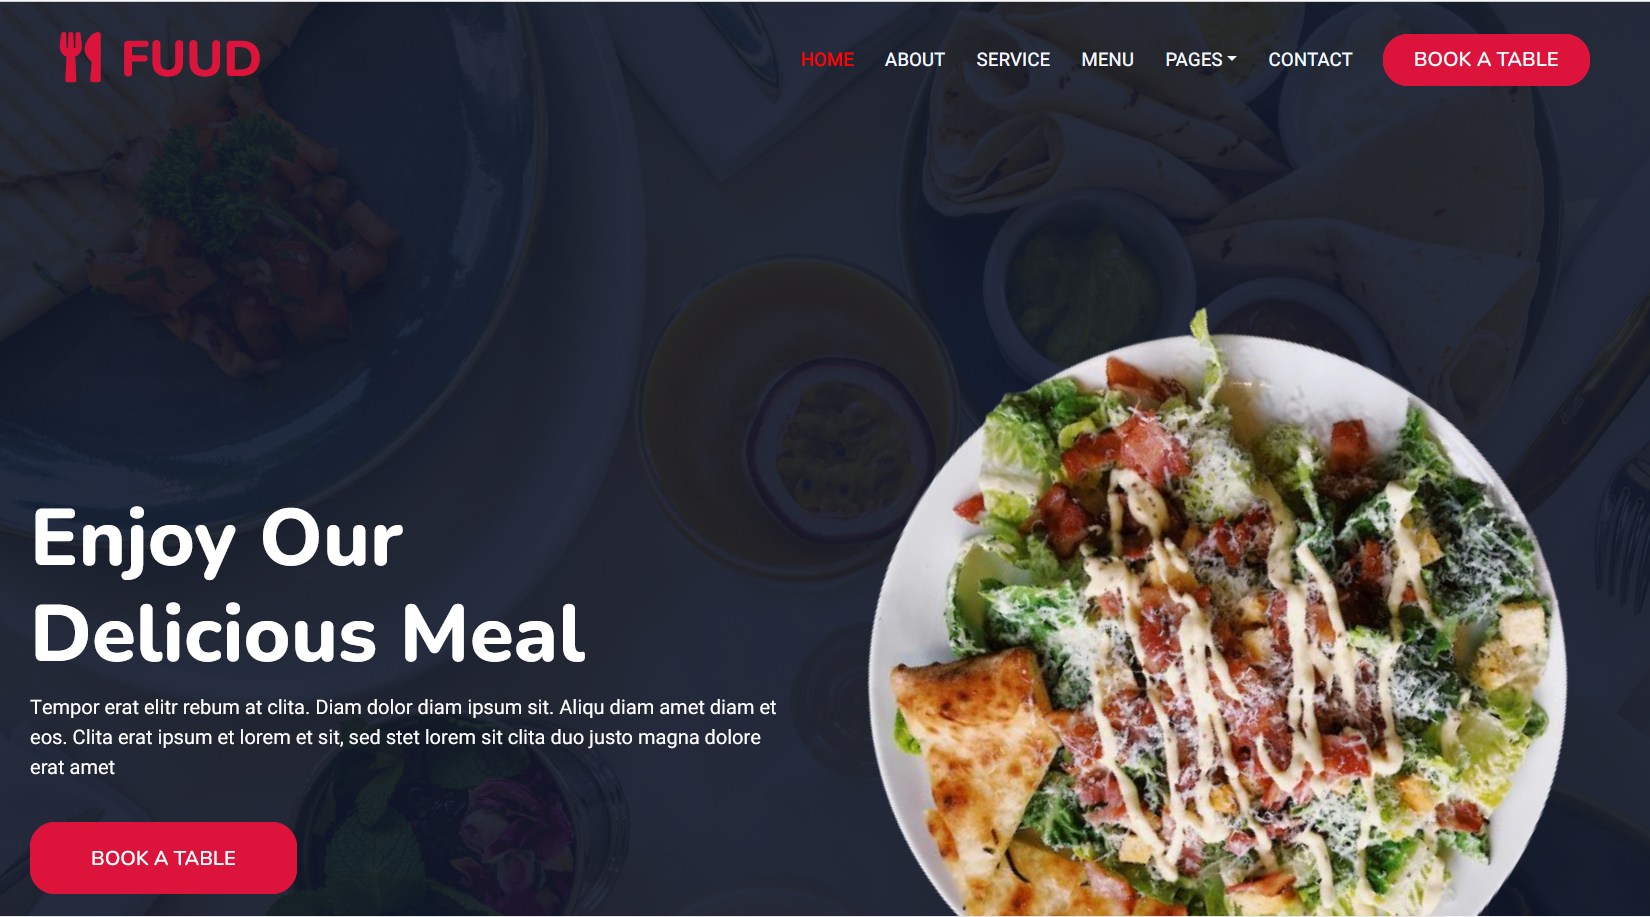 FUUD
HOME ABOUT SERVICE MENU PAGES CONTACT BOOK A TABLE
Enjoy Our
Delicious Meal
Tempor erat elitr rebum at clita. Diam dolor diam ipsum sit. Aliqu diam amet diam et
eos. Clita erat ipsum et lorem et sit, sed stet lorem sit clita duo justo magna dolore
erat amet
BOOK A TABLE